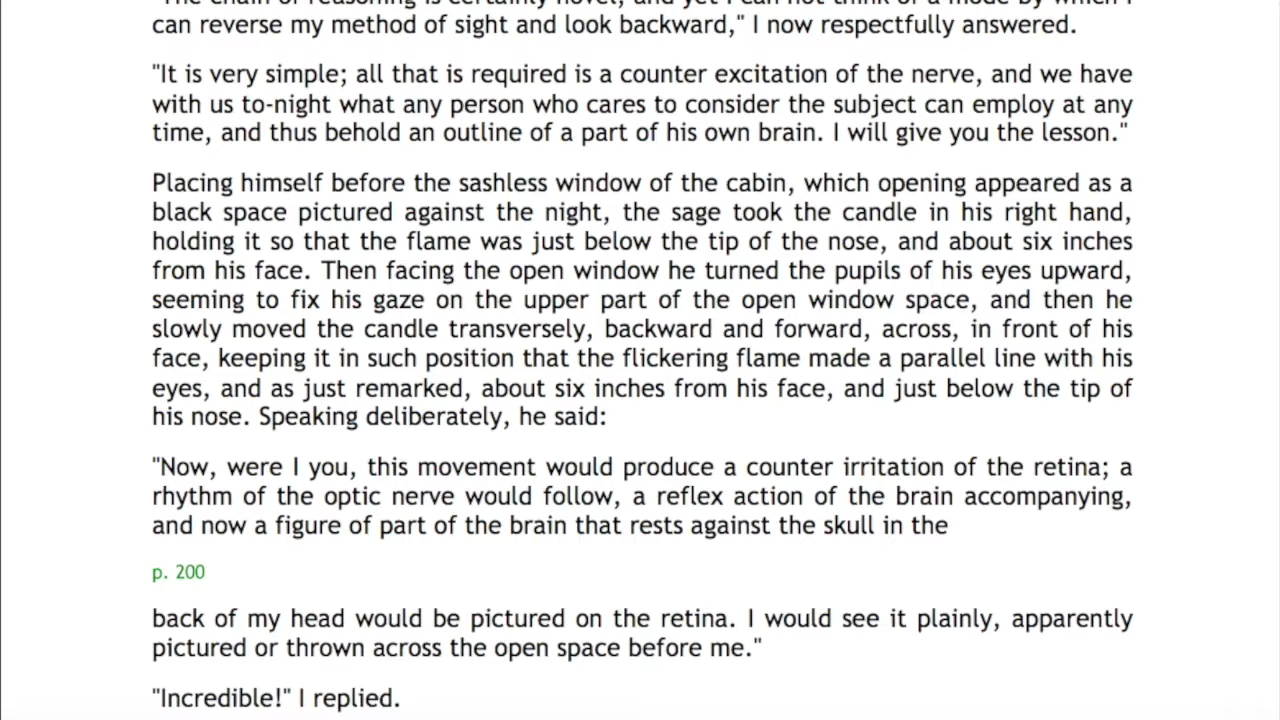 "The chain of reasoning is certainly novel, and yet I can not think of a mode by which I
can reverse my method of sight and look backward," I now respectfully answered.
"It is very simple; all that is required is a counter excitation of the nerve, and we have
with us to-night what any person who cares to consider the subject can employ at any
time, and thus behold an outline of a part of his own brain. I will give you the lesson."
Placing himself before the sashless window of the cabin, which opening appeared as a
black space pictured against the night, the sage took the candle in his right hand,
holding it so that the flame was just below the tip of the nose, and about six inches
from his face. Then facing the open window he turned the pupils of his eyes upward,
seeming to fix his gaze on the upper part of the open window space, and then he
slowly moved the candle transversely, backward and forward, across, in front of his
face, keeping it in such position that the flickering flame made a parallel line with his
eyes, and as just remarked, about six inches from his face, and just below the tip of
his nose. Speaking deliberately, he said:
"Now, were I you, this movement would produce a counter irritation of the retina; a
rhythm of the optic nerve would follow, a reflex action of the brain accompanying,
and now a figure of part of the brain that rests against the skull in the
p. 200
back of my head would be pictured on the retina. I would see it plainly, apparently
pictured or thrown across the open space before me."
"Incredible!" I replied.